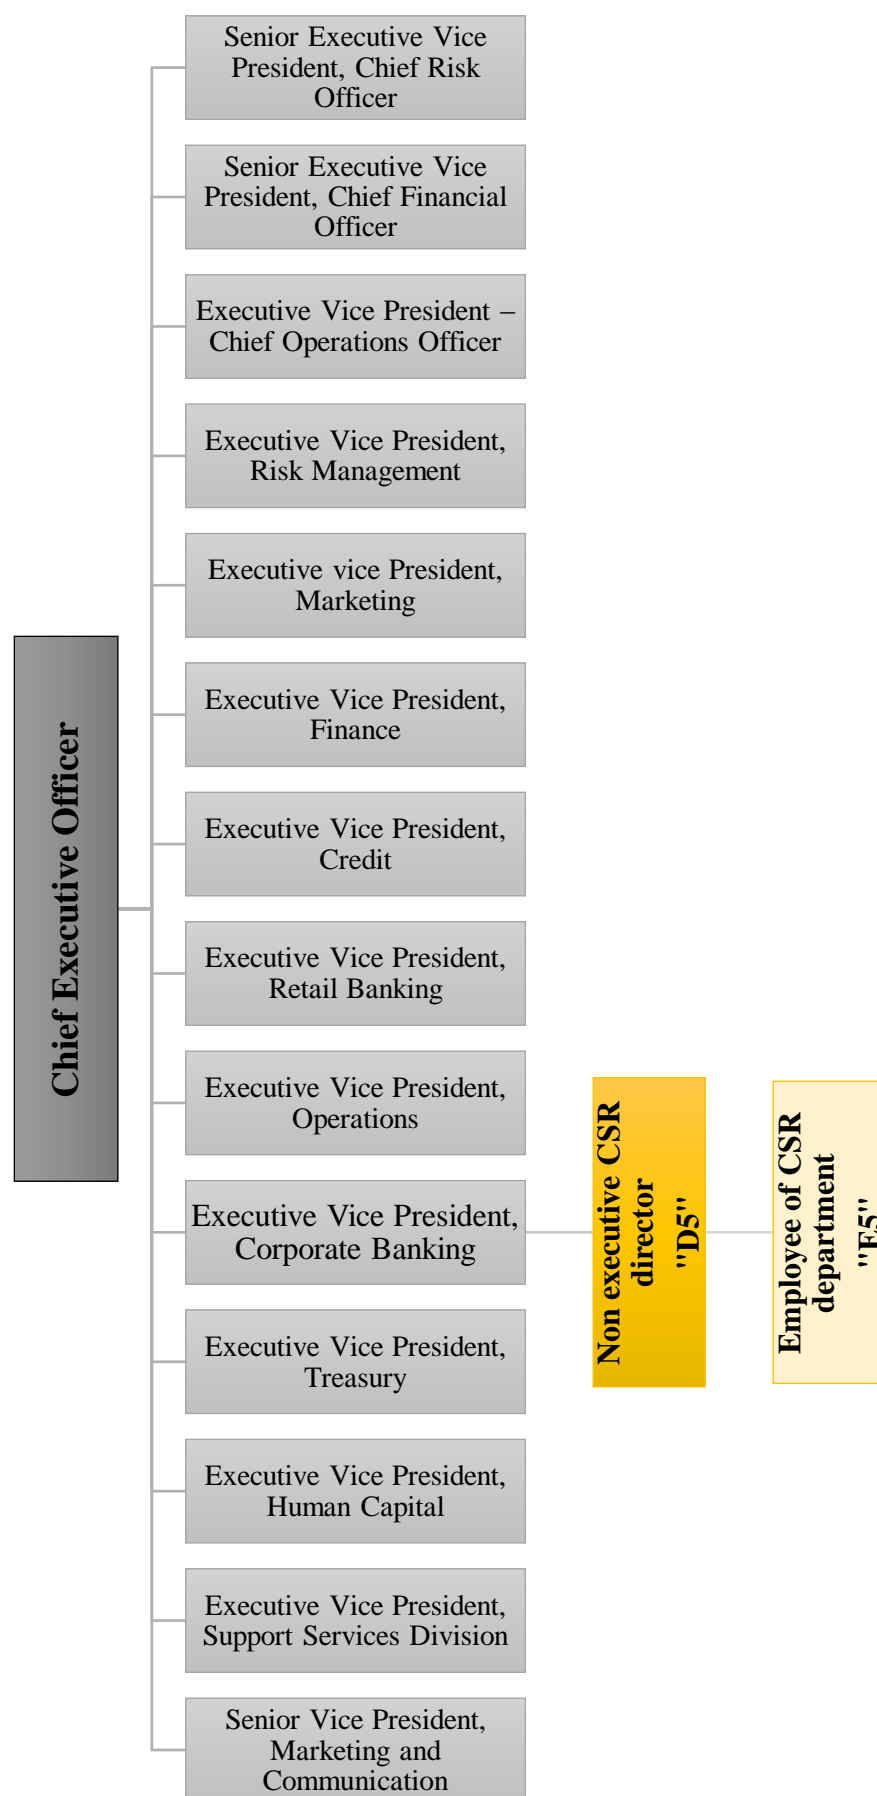 Senior Executive Vice
President, Chief Risk
Officer
Senior Executive Vice
President, Chief Financial
Officer
Executive Vice President –
Chief Operations Officer
Executive Vice President,
Risk Management
Executive vice President,
Marketing
Executive Vice President,
Finance
Executive Vice President,
Credit
Executive Vice President,
Retail Banking
Executive Vice President,
Operations
Executive Vice President,
Corporate Banking
Executive Vice President,
Treasury
Executive Vice President,
Human Capital
Executive Vice President,
Support Services Division
Senior Vice President,
Marketing and
Communication
Chief Executive Officer
Non executive CSR
director
"D5"
Employee of CSR
department